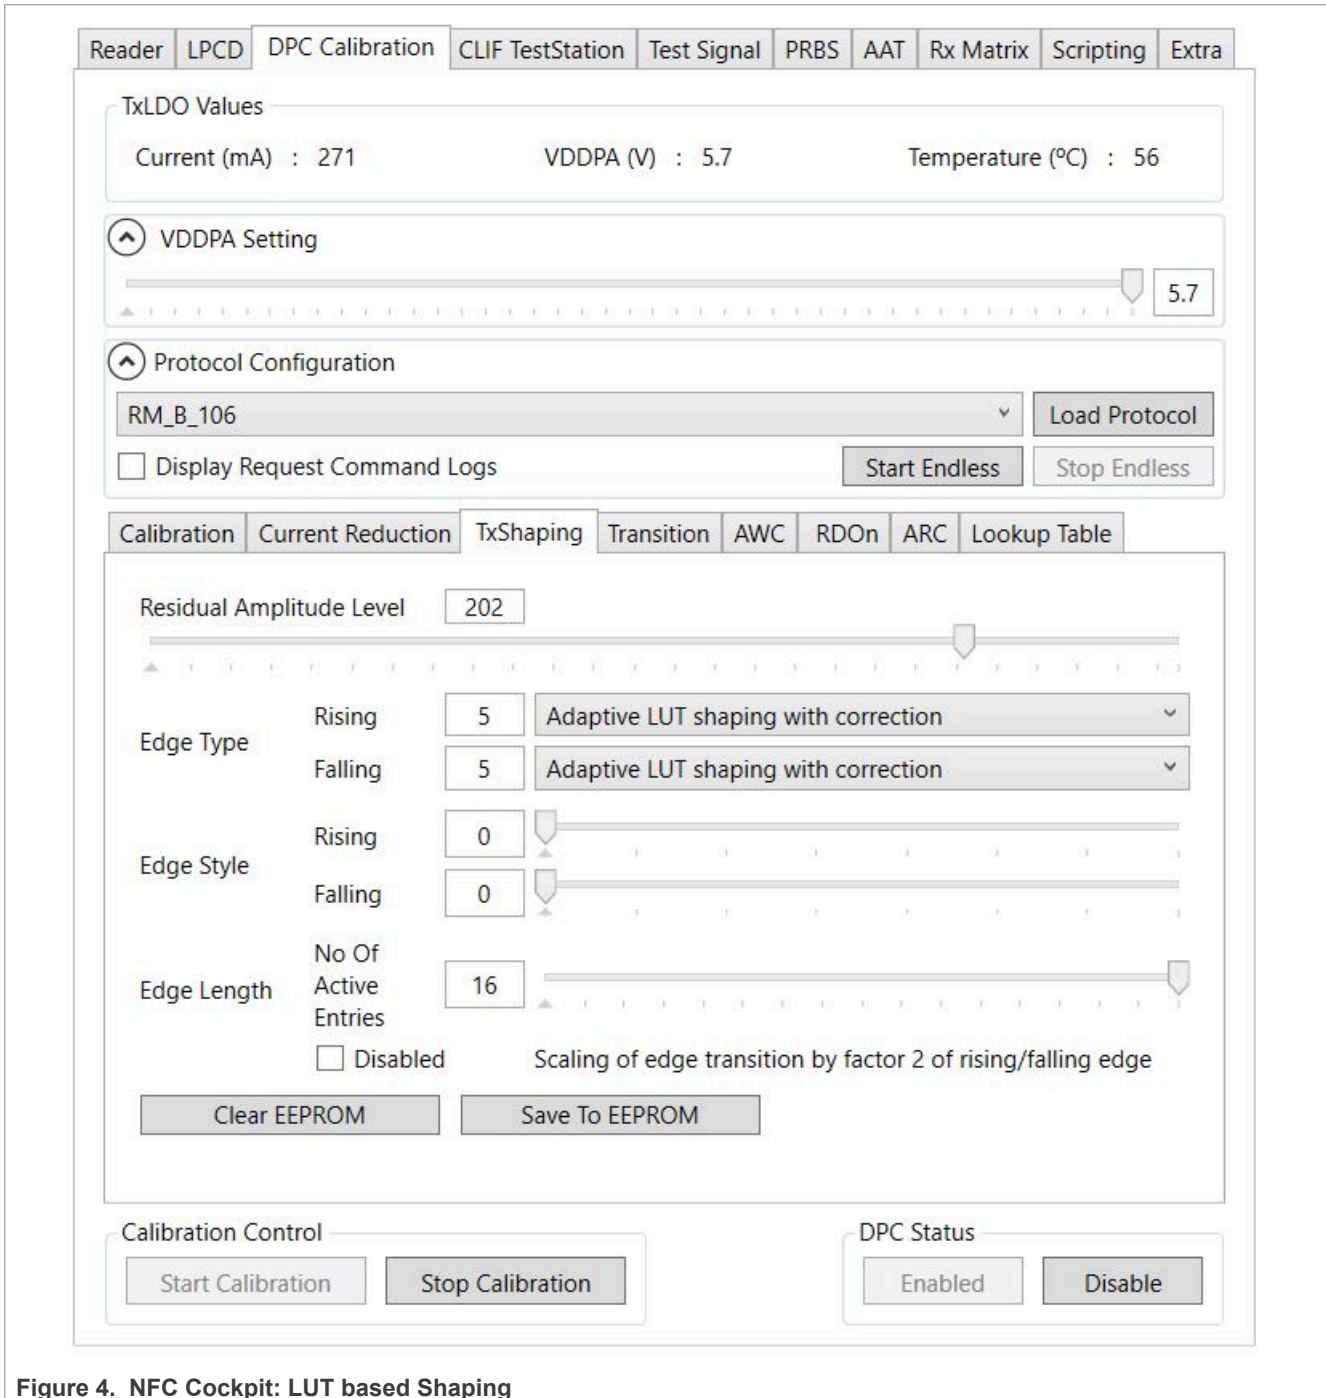 Reader LPCD DPC Calibration CLIF TestStation Test Signal PRBS AAT Rx Matrix Scripting Extra
TxLDO Values
Current (mA) : 271 VDDPA (V) : 5.7 Temperature (ºC) : 56
VDDPA Setting
5.7
Protocol Configuration
RM_B_106 Load Protocol
Display Request Command Logs Start Endless Stop Endless
Calibration Current Reduction TxShaping Transition AWC RDOn ARC Lookup Table
Residual Amplitude Level 202
Edge Type
Rising 5 Adaptive LUT shaping with correction
Falling 5 Adaptive LUT shaping with correction
Edge Style
Rising 0
Falling 0
Edge Length
No Of
Active
Entries
16
Disabled Scaling of edge transition by factor 2 of rising/falling edge
Clear EEPROM Save To EEPROM
Calibration Control
Start Calibration Stop Calibration
DPC Status
Enabled Disable
Figure 4. NFC Cockpit: LUT based Shaping